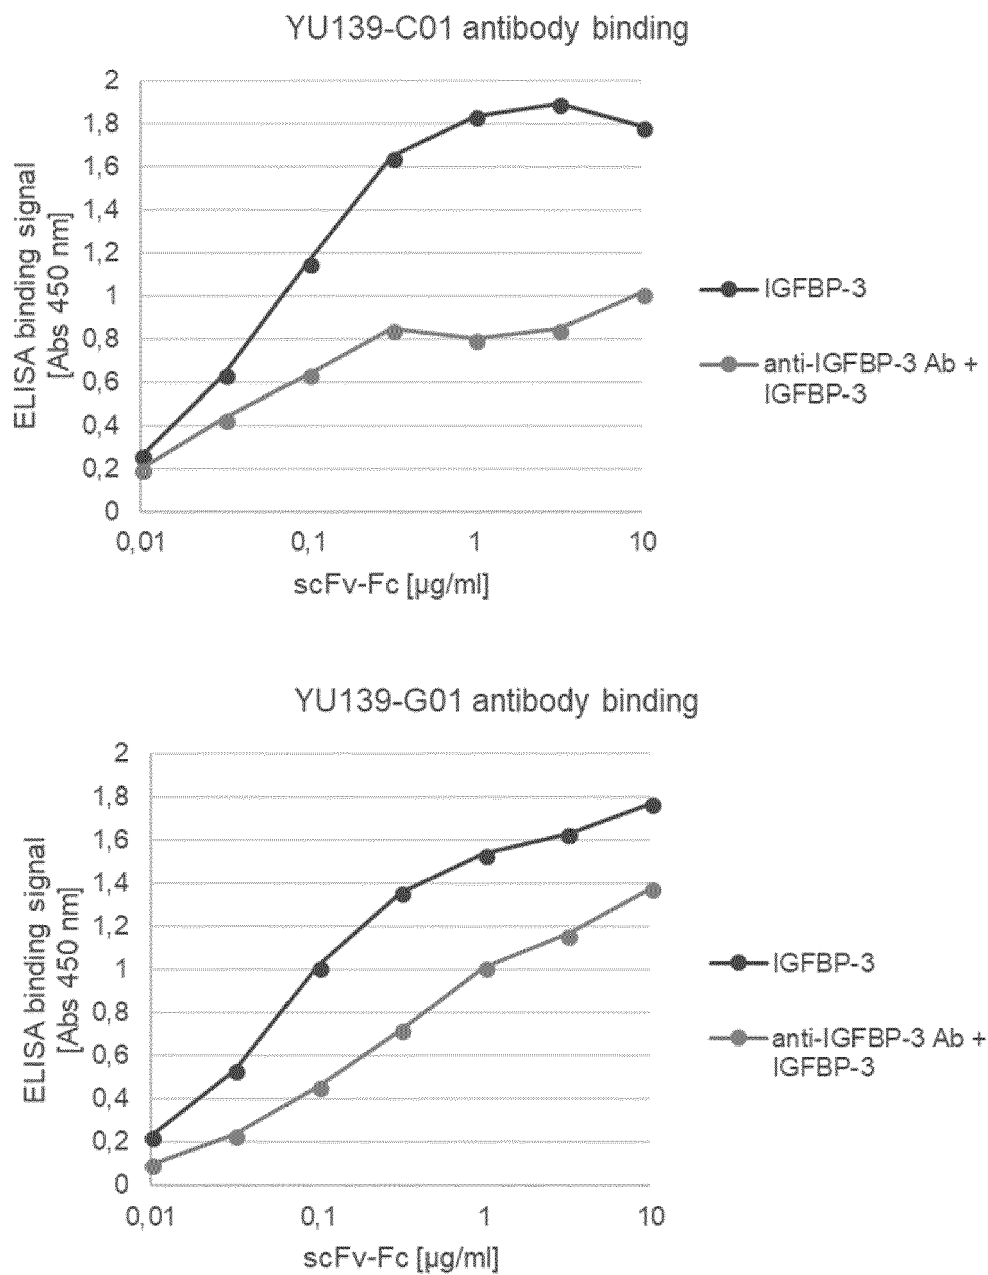 YU139-C01 antibody binding
ELISA binding signal
[Abs 450 nm]
2
1,8
1,6
1,4
1,2
1
0,8
0,6
0,4
0,2
0
0,01
0,1
1
10
scFv-Fc [µg/ml]
IGFBP-3
anti-IGFBP-3 Ab +
IGFBP-3
YU139-G01 antibody binding
ELISA binding signal
[Abs 450 nm]
2
1,8
1,6
1,4
1,2
1
0,8
0,6
0,4
0,2
0
0,01
0,1
1
10
scFv-Fc [µg/ml]
IGFBP-3
anti-IGFBP-3 Ab +
IGFBP-3